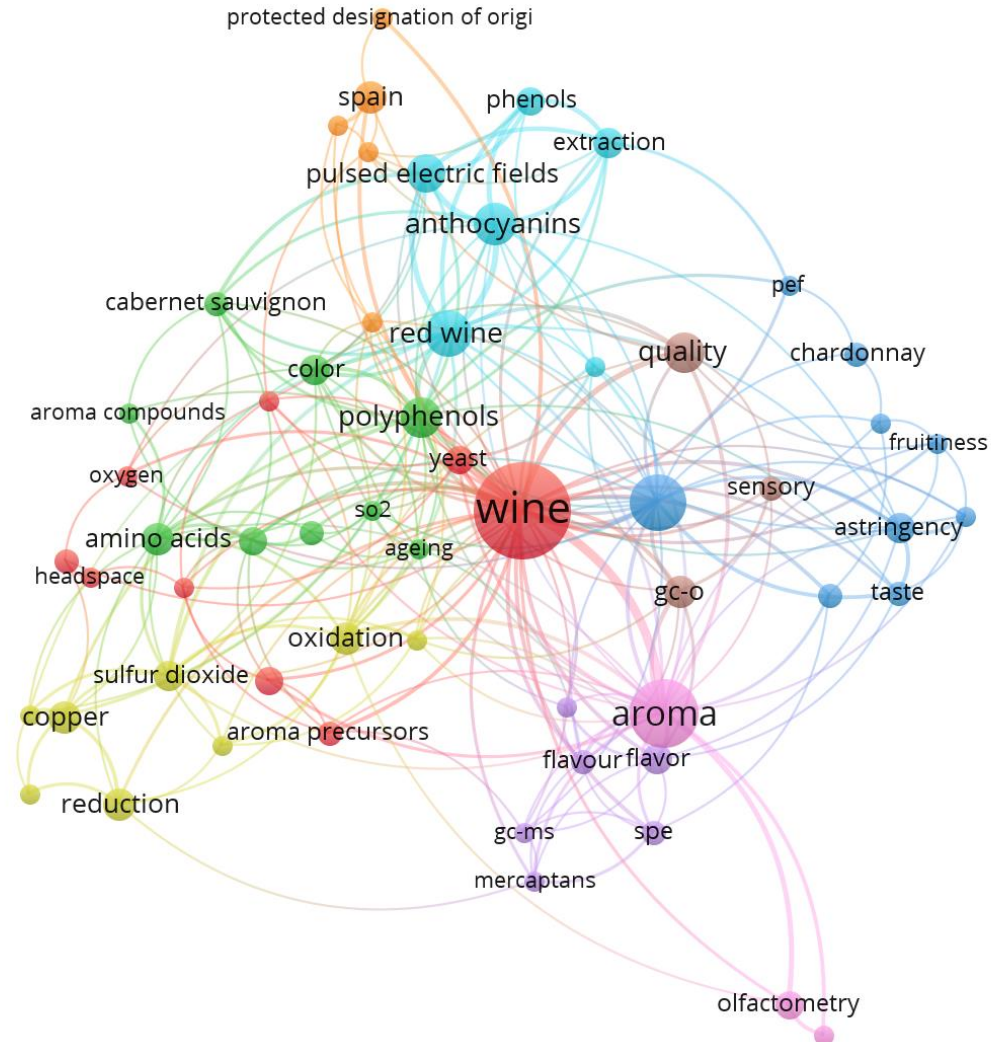 protected designation of origi
spain
phenols
extraction
pulsed electric fields
anthocyanins
pef
cabernet sauvignon
red wine
quality
chardonnay
color
aroma compounds
polyphenols
fruitiness
yeast
oxygen
sensory
wine
so2
astringency
amino acids
ageing
headspace
gc-o
taste
oxidation
sulfur dioxide
copper
aroma
aroma precursors
flavour
flavor
reduction
gc-ms
spe
mercaptans
olfactometry